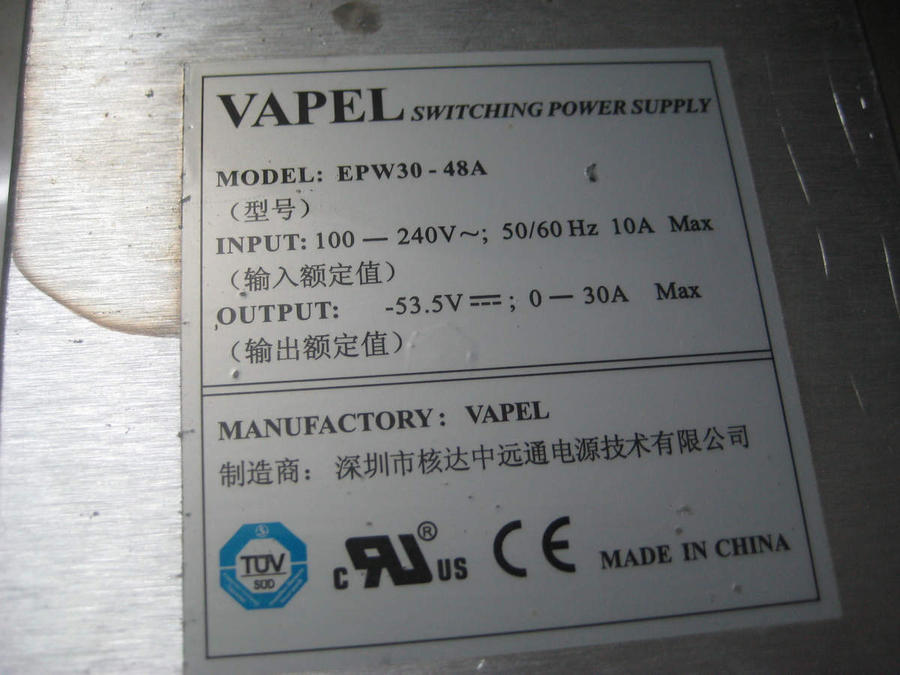 VAPEL SWITCHING POWER SUPPLY
MODEL: EPW30 - 48A
（型号）
INPUT: 100 — 240V～; 50/60 Hz 10A Max
（输入额定值）
OUTPUT: -53.5V⎓; 0 — 30A Max
（输出额定值）
MANUFACTORY: VAPEL
制造商: 深圳市核达中远通电源技术有限公司
TÜV
SÜD
c RU ® US CE MADE IN CHINA